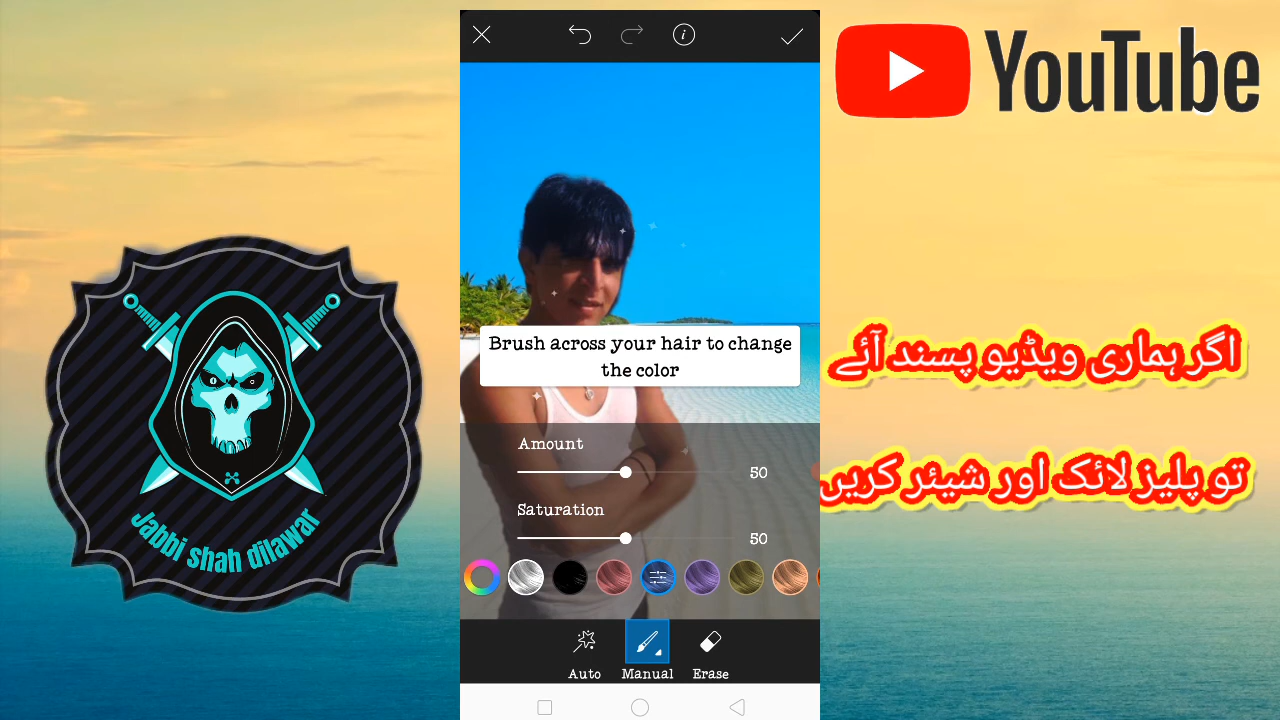 YouTube
Brush across your hair to change
the color
Amount
50
Saturation
50
Auto
Manual
Erase
Jabbi shah dilawar
اگر ہماری ویڈیو پسند آئے
تو پلیز لائک اور شیئر کریں